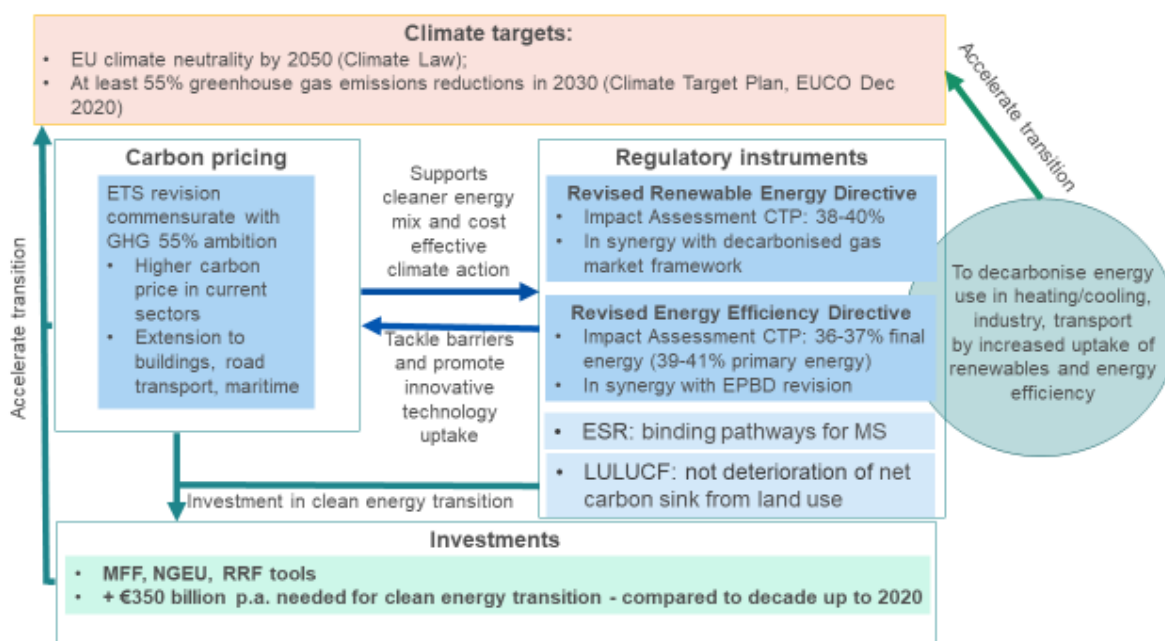 Climate targets:
• EU climate neutrality by 2050 (Climate Law);
• At least 55% greenhouse gas emissions reductions in 2030 (Climate Target Plan, EUCO Dec
2020)
Accelerate transition
Carbon pricing
ETS revision
commensurate with
GHG 55% ambition
• Higher carbon
price in current
sectors
• Extension to
buildings, road
transport, maritime
Accelerate transition
Supports
cleaner energy
mix and cost
effective
climate action
Tackle barriers
and promote
innovative
technology
uptake
Regulatory instruments
Revised Renewable Energy Directive
• Impact Assessment CTP: 38-40%
• In synergy with decarbonised gas
market framework
Revised Energy Efficiency Directive
• Impact Assessment CTP: 36-37% final
energy (39-41% primary energy)
• In synergy with EPBD revision
• ESR: binding pathways for MS
• LULUCF: not deterioration of net
carbon sink from land use
To decarbonise energy
use in heating/cooling,
industry, transport
by increased uptake of
renewables and energy
efficiency
Investment in clean energy transition
Investments
• MFF, NGEU, RRF tools
• + €350 billion p.a. needed for clean energy transition - compared to decade up to 2020